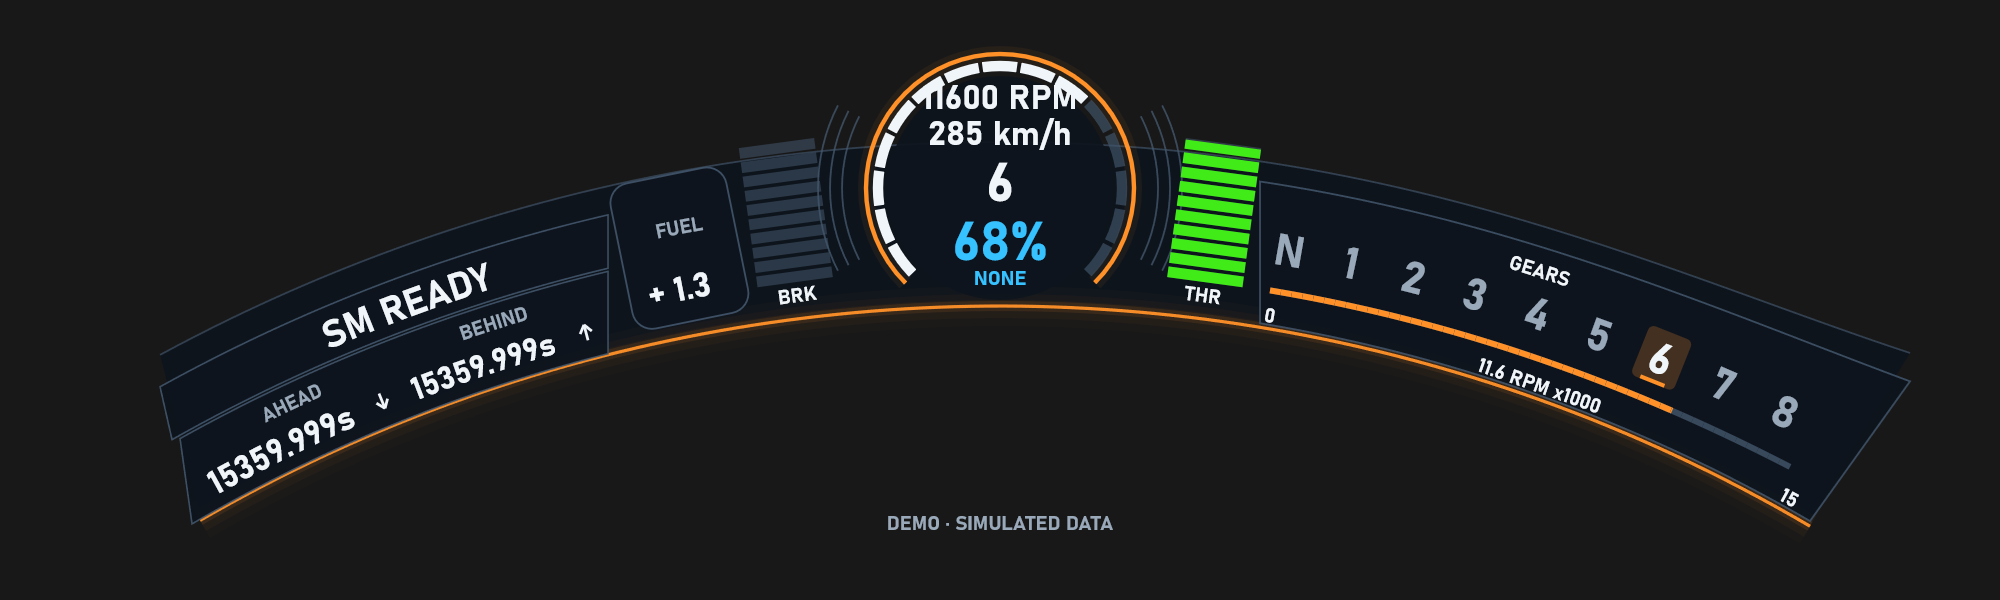 SM READY
AHEAD
15359.999s ↓
BEHIND
15359.999s ↑
FUEL
+ 1.3
BRK
11600 RPM
285 km/h
6
68%
NONE
THR
GEARS
N 1 2 3 4 5 6 7 8
0
11.6 RPM x1000
15
DEMO · SIMULATED DATA